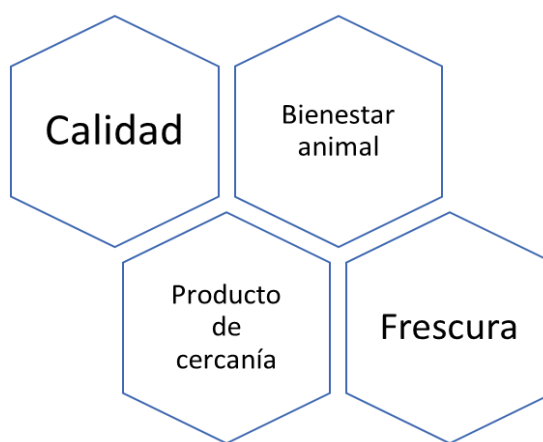 Calidad
Bienestar
animal
Producto
de
cercanía
Frescura